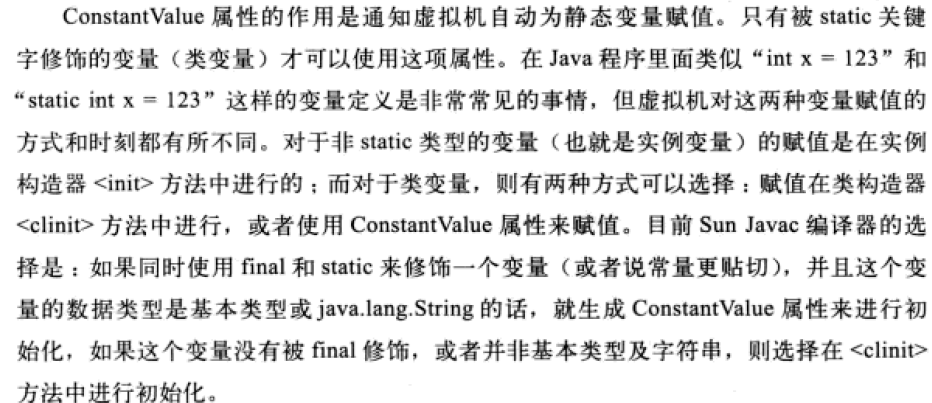 ConstantValue 属性的作用是通知虚拟机自动为静态变量赋值。只有被 static 关键
字修饰的变量（类变量）才可以使用这项属性。在 Java 程序里面类似“int x = 123”和
“static int x = 123”这样的变量定义是非常常见的事情，但虚拟机对这两种变量赋值的
方式和时刻都有所不同。对于非 static 类型的变量（也就是实例变量）的赋值是在实例
构造器 <init> 方法中进行的；而对于类变量，则有两种方式可以选择：赋值在类构造器
<clinit> 方法中进行，或者使用 ConstantValue 属性来赋值。目前 Sun Javac 编译器的选
择是：如果同时使用 final 和 static 来修饰一个变量（或者说常量更贴切），并且这个变
量的数据类型是基本类型或 java.lang.String 的话，就生成 ConstantValue 属性来进行初
始化，如果这个变量没有被 final 修饰，或者并非基本类型及字符串，则选择在 <clinit>
方法中进行初始化。